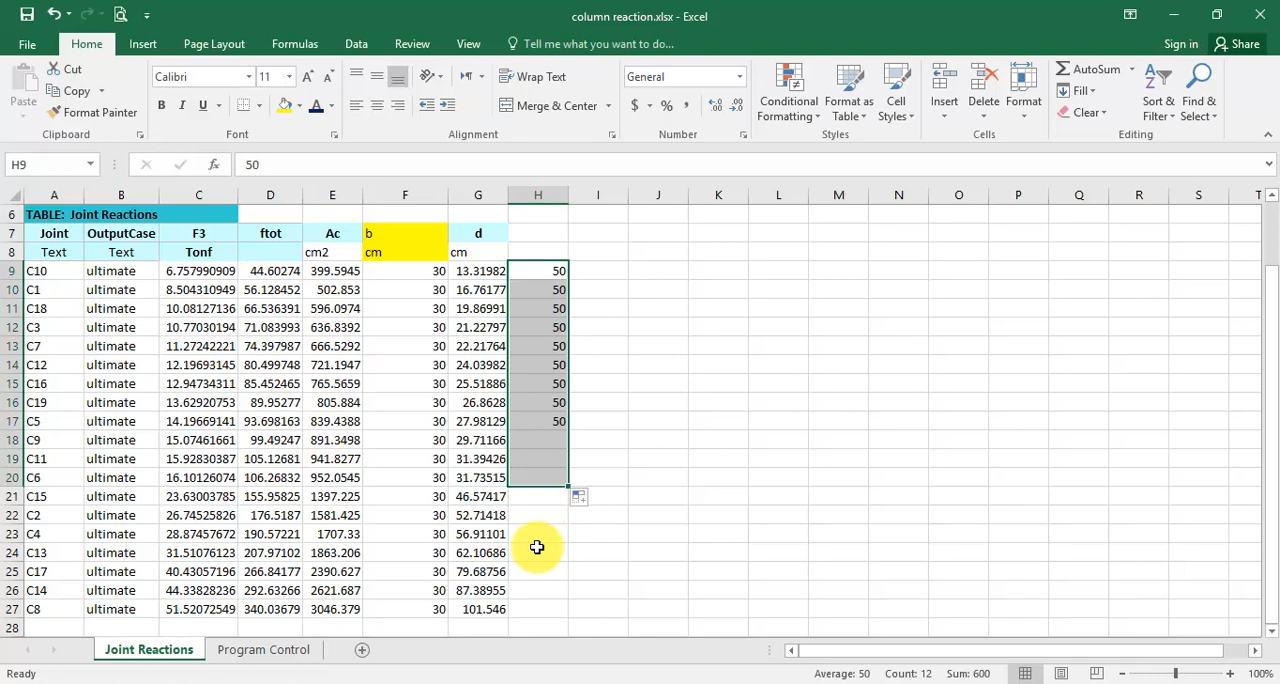 column reaction.xlsx - Excel
File Home Insert Page Layout Formulas Data Review View Tell me what you want to do... Sign in Share
Paste Cut Copy Format Painter Clipboard
Calibri 11 A A B I U A Font
Wrap Text Merge & Center Alignment
General $ % , .0 .00 .00 .0 Number
Conditional Formatting Format as Table Cell Styles Styles
Insert Delete Format Cells
AutoSum Fill Clear Sort & Filter Find & Select Editing
H9 fx 50
A B C D E F G H I J K L M N O P Q R S T
6 TABLE: Joint Reactions
7 Joint OutputCase F3 ftot Ac b d
8 Text Text Tonf cm2 cm cm
9 C10 ultimate 6.757990909 44.60274 399.5945 30 13.31982 50
10 C1 ultimate 8.504310949 56.128452 502.853 30 16.76177 50
11 C18 ultimate 10.08127136 66.536391 596.0974 30 19.86991 50
12 C3 ultimate 10.77030194 71.083993 636.8392 30 21.22797 50
13 C7 ultimate 11.27242221 74.397987 666.5292 30 22.21764 50
14 C12 ultimate 12.19693145 80.499748 721.1947 30 24.03982 50
15 C16 ultimate 12.94734311 85.452465 765.5659 30 25.51886 50
16 C19 ultimate 13.62920753 89.95277 805.884 30 26.8628 50
17 C5 ultimate 14.19669141 93.698163 839.4388 30 27.98129 50
18 C9 ultimate 15.07461661 99.49247 891.3498 30 29.71166
19 C11 ultimate 15.92830387 105.12681 941.8277 30 31.39426
20 C6 ultimate 16.10126074 106.26832 952.0545 30 31.73515
21 C15 ultimate 23.63003785 155.95825 1397.225 30 46.57417
22 C2 ultimate 26.74525826 176.5187 1581.425 30 52.71418
23 C4 ultimate 28.87457672 190.57221 1707.33 30 56.91101
24 C13 ultimate 31.51076123 207.97102 1863.206 30 62.10686
25 C17 ultimate 40.43057196 266.84177 2390.627 30 79.68756
26 C14 ultimate 44.33828236 292.63266 2621.687 30 87.38955
27 C8 ultimate 51.52072549 340.03679 3046.379 30 101.546
28
Joint Reactions Program Control
Ready Average: 50 Count: 12 Sum: 600 100%